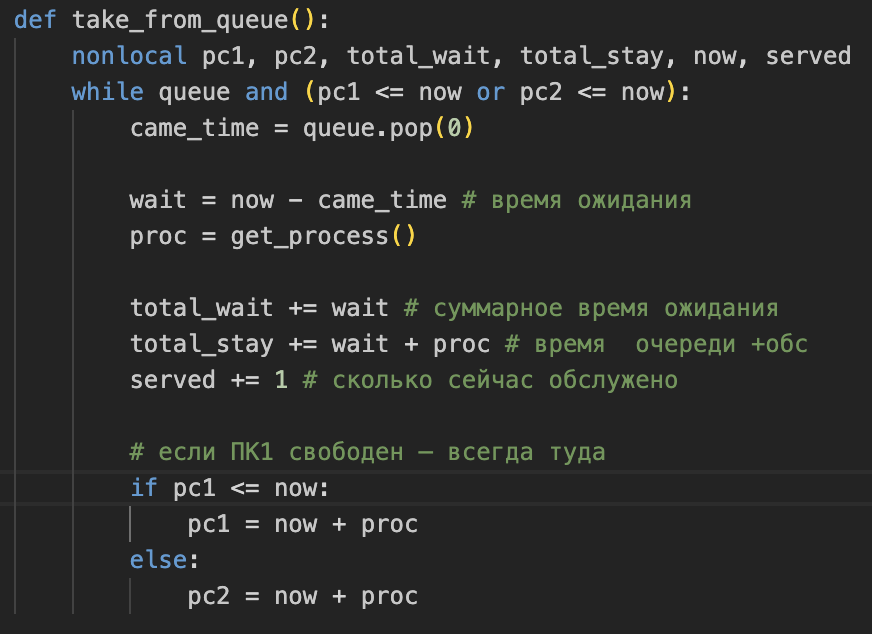 def take_from_queue():
    nonlocal pc1, pc2, total_wait, total_stay, now, served
    while queue and (pc1 <= now or pc2 <= now):
        came_time = queue.pop(0)

        wait = now - came_time # время ожидания
        proc = get_process()

        total_wait += wait # суммарное время ожидания
        total_stay += wait + proc # время  очереди +обс
        served += 1 # сколько сейчас обслужено

        # если ПК1 свободен — всегда туда
        if pc1 <= now:
            pc1 = now + proc
        else:
            pc2 = now + proc